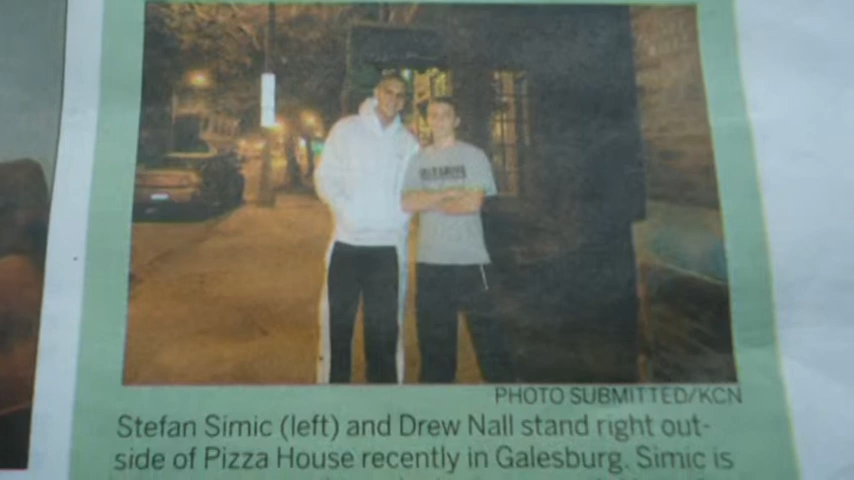 PHOTO SUBMITTED/KCN
Stefan Simic (left) and Drew Nall stand right out-
side of Pizza House recently in Galesburg. Simic is